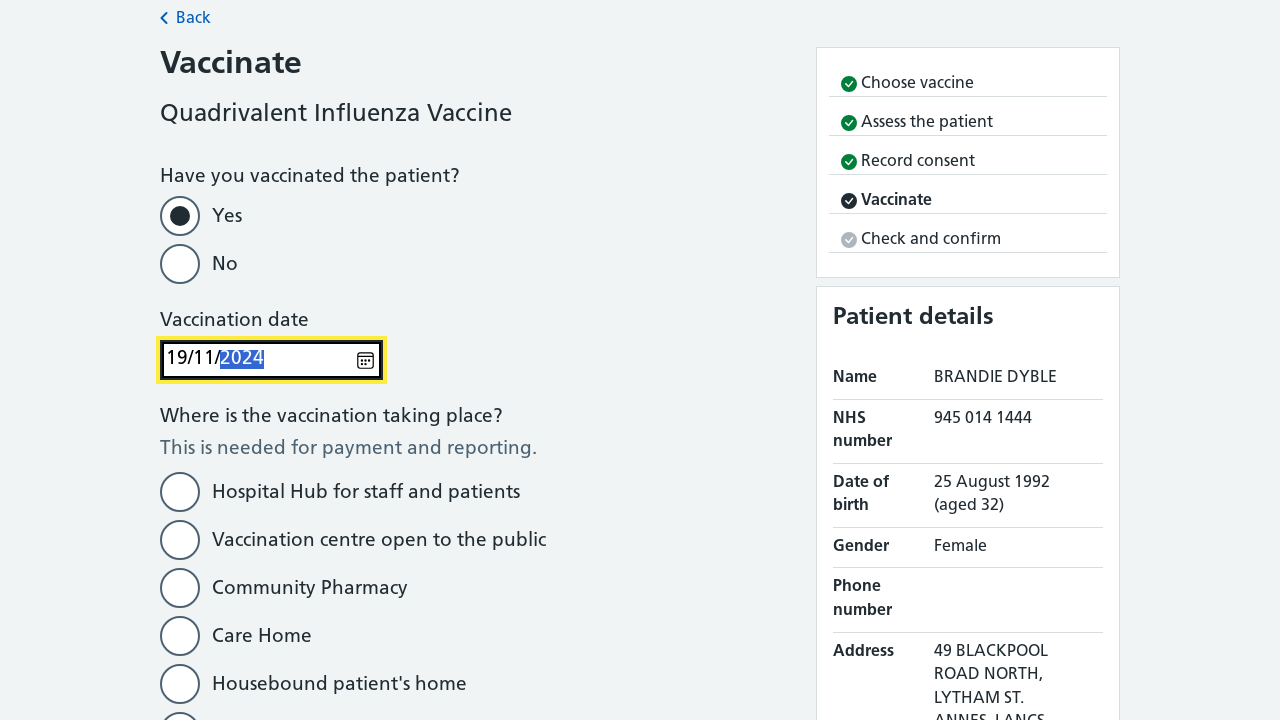 Back
Vaccinate
Quadrivalent Influenza Vaccine
Have you vaccinated the patient?
Yes
No
Vaccination date
19/11/2024
Where is the vaccination taking place?
This is needed for payment and reporting.
Hospital Hub for staff and patients
Vaccination centre open to the public
Community Pharmacy
Care Home
Housebound patient's home
Choose vaccine
Assess the patient
Record consent
Vaccinate
Check and confirm
Patient details
Name BRANDIE DYBLE
NHS number 945 014 1444
Date of birth 25 August 1992 (aged 32)
Gender Female
Phone number
Address 49 BLACKPOOL
ROAD NORTH,
LYTHAM ST.
ANNES, LANCS